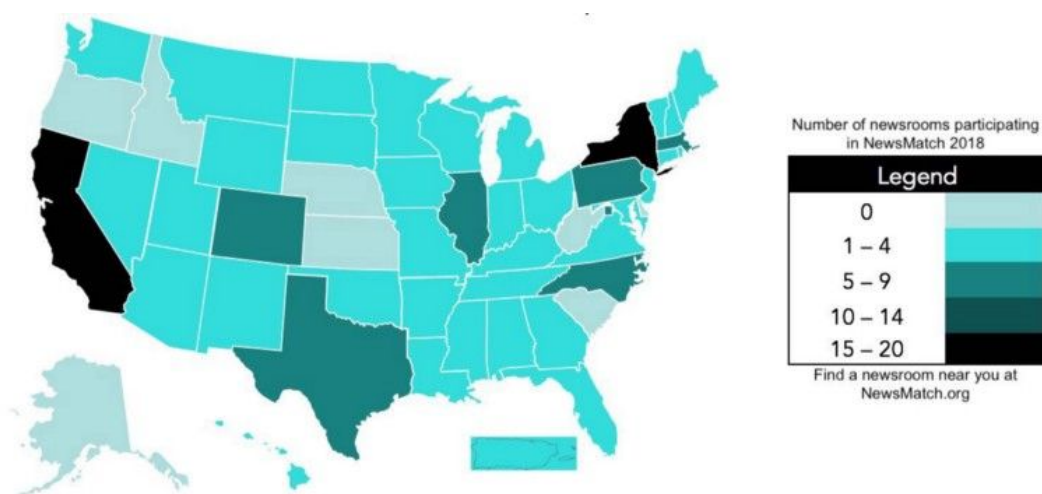 Number of newsrooms participating
in NewsMatch 2018
Legend
0
1 – 4
5 – 9
10 – 14
15 – 20
Find a newsroom near you at
NewsMatch.org